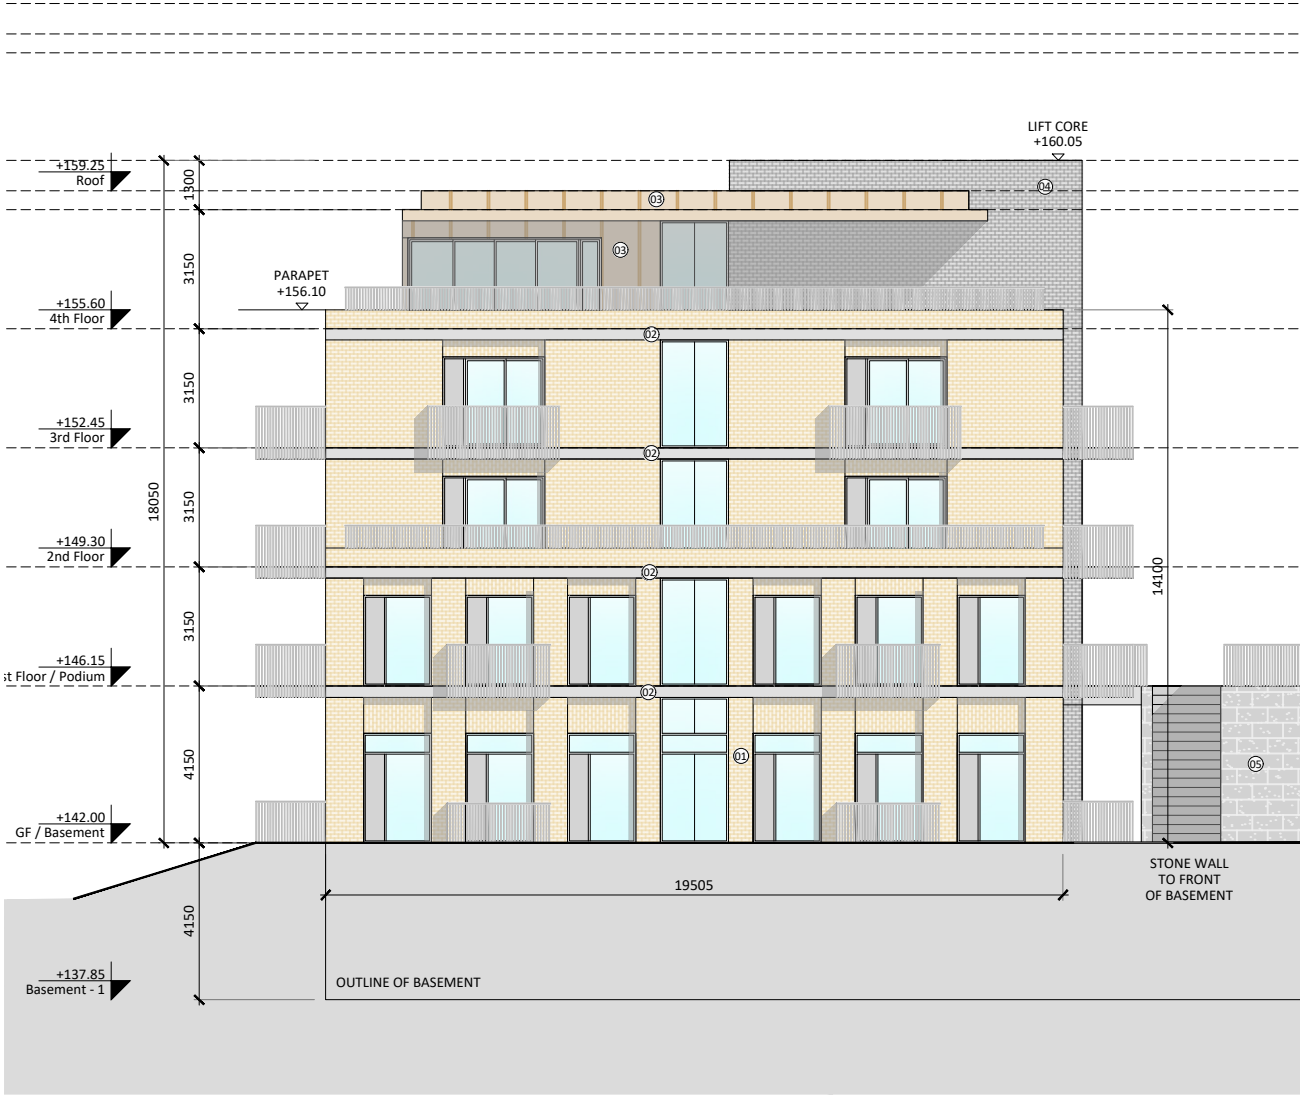 LIFT CORE
+160.05
+159.25
Roof
1300
04
03
03
3150
PARAPET
+156.10
+155.60
4th Floor
02
3150
+152.45
3rd Floor
02
18050
3150
+149.30
2nd Floor
02
14100
3150
+146.15
st Floor / Podium
02
4150
01
05
+142.00
GF / Basement
STONE WALL
TO FRONT
OF BASEMENT
19505
4150
+137.85
Basement - 1
OUTLINE OF BASEMENT